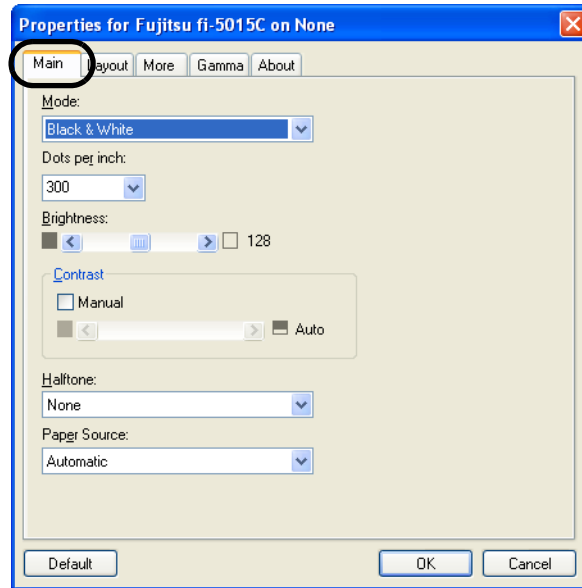 Properties for Fujitsu fi-5015C on None
Main Layout More Gamma About
Mode:
Black & White
Dots per inch:
300
Brightness:
128
Contrast
Manual
Auto
Halftone:
None
Paper Source:
Automatic
Default OK Cancel